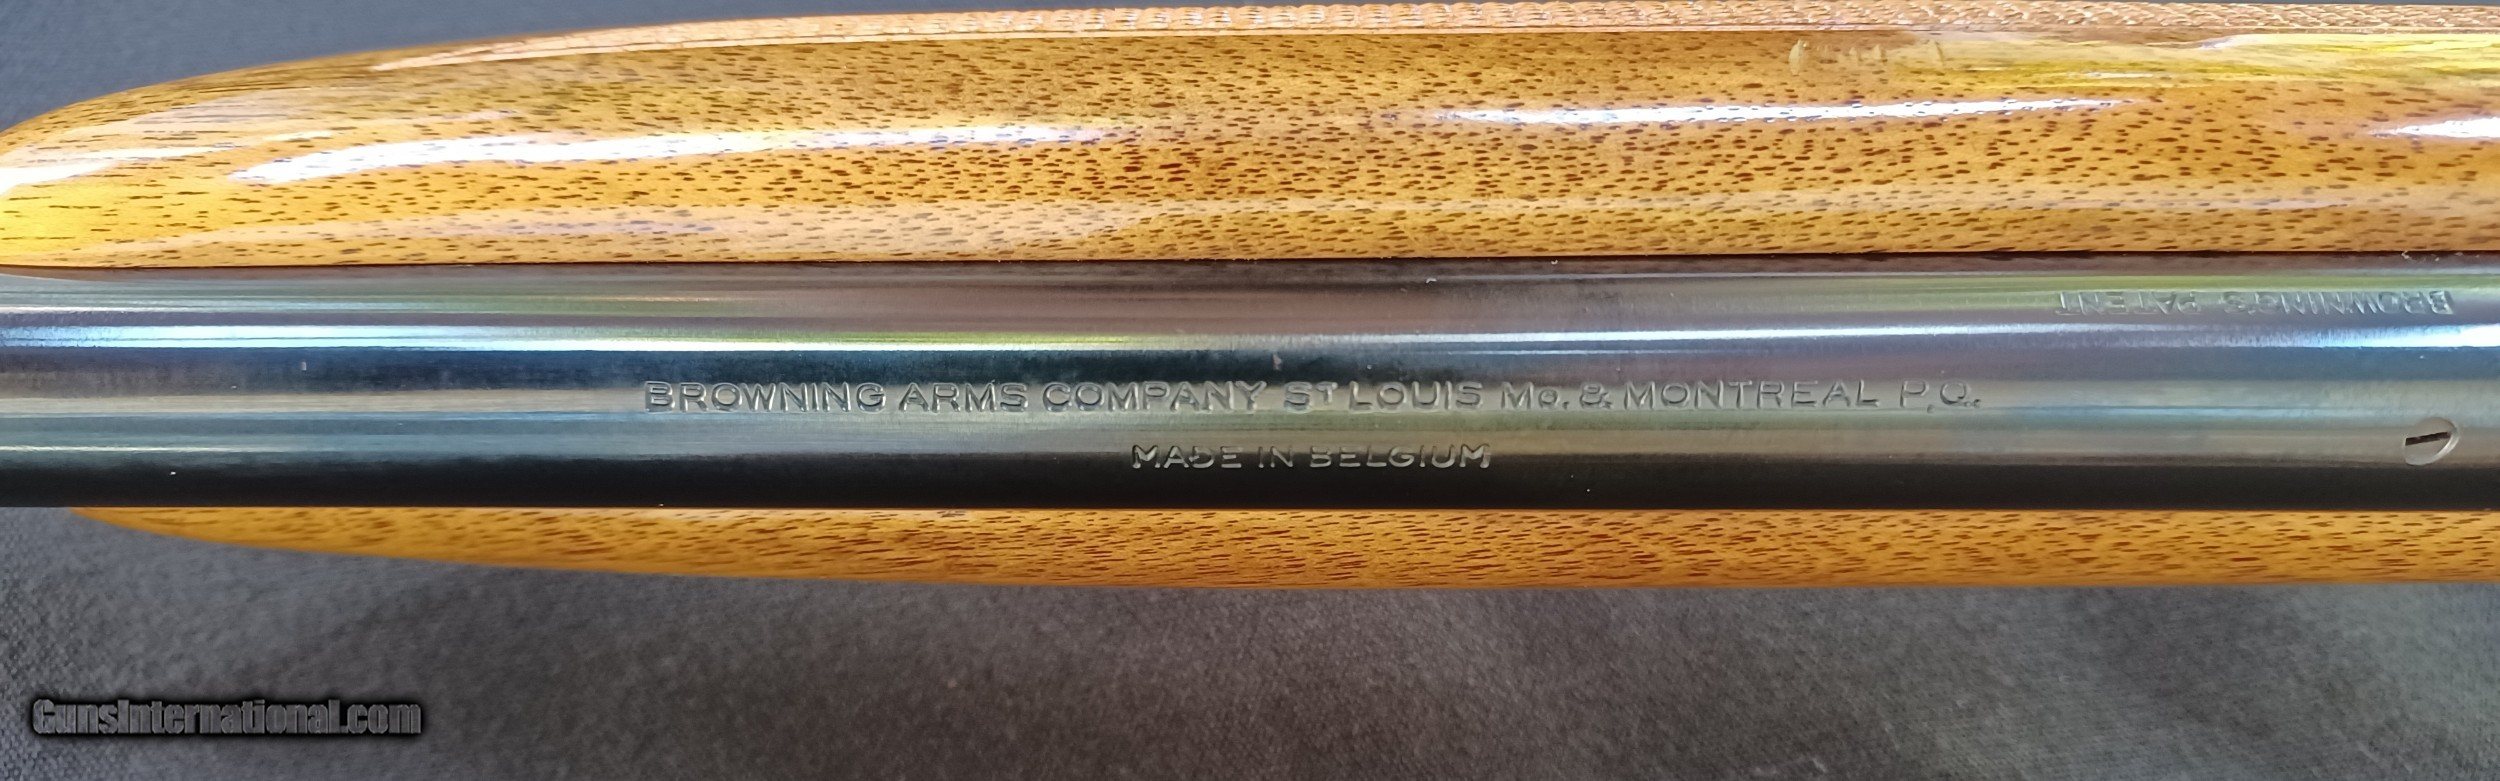 BROWNING'S PATENT
BROWNING ARMS COMPANY ST LOUIS MO. & MONTREAL P.Q.
MADE IN BELGIUM
GunsInternational.com